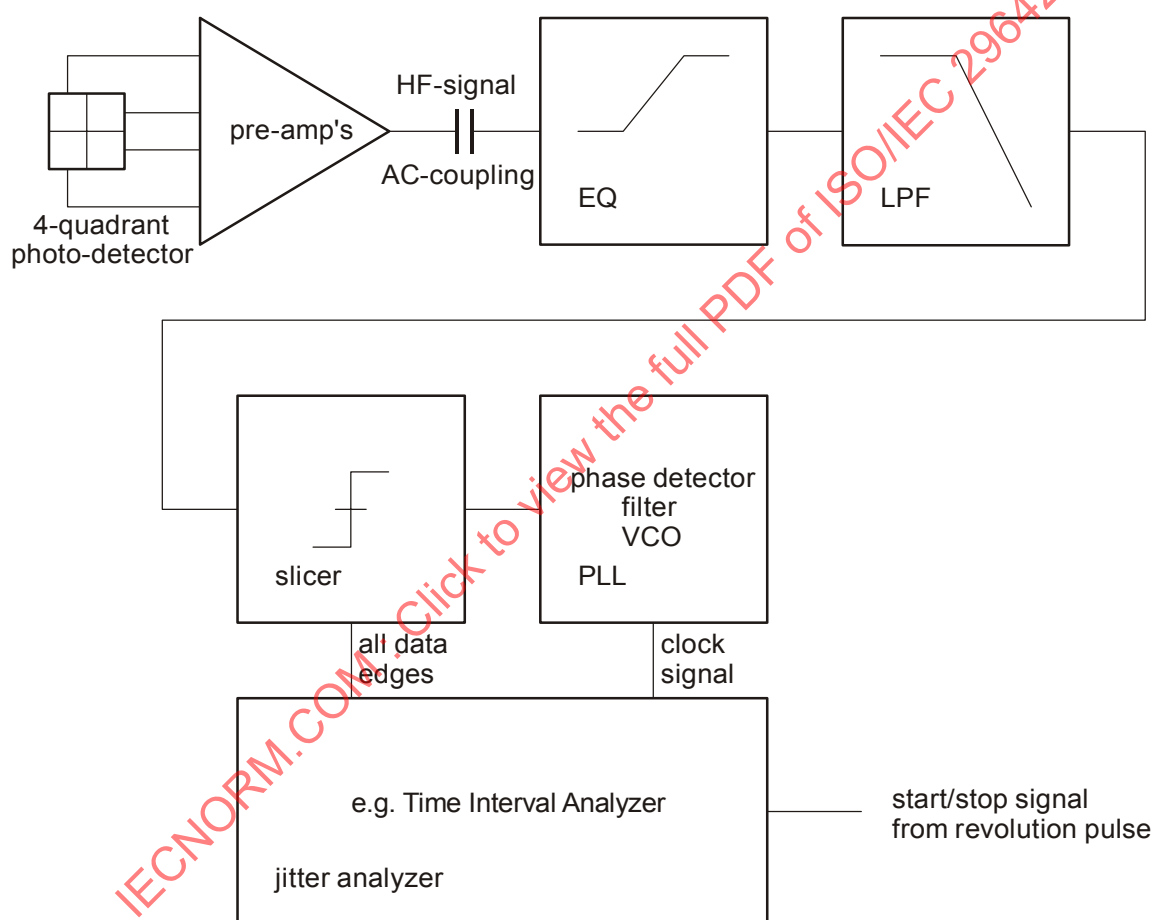 HF-signal
pre-amp's
AC-coupling
4-quadrant
photo-detector
EQ
LPF
slicer
phase detector
filter
VCO
PLL
all data
edges
clock
signal
e.g. Time Interval Analyzer
jitter analyzer
start/stop signal
from revolution pulse
IECNORM.COM: Click to view the full PDF of ISO/IEC 29642